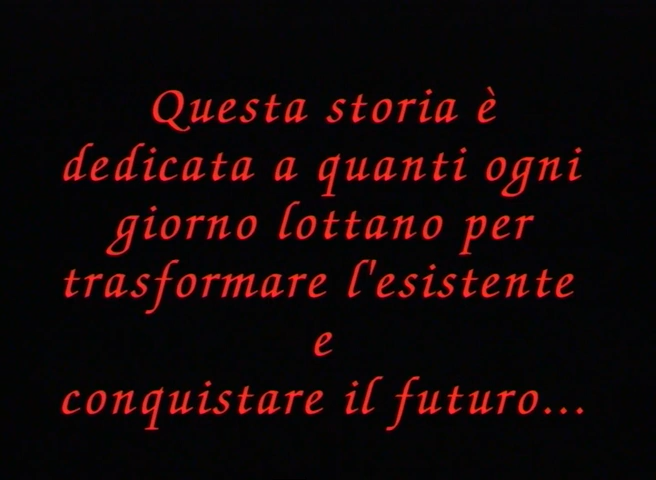 Questa storia è
dedicata a quanti ogni
giorno lottano per
trasformare l'esistente
e
conquistare il futuro...